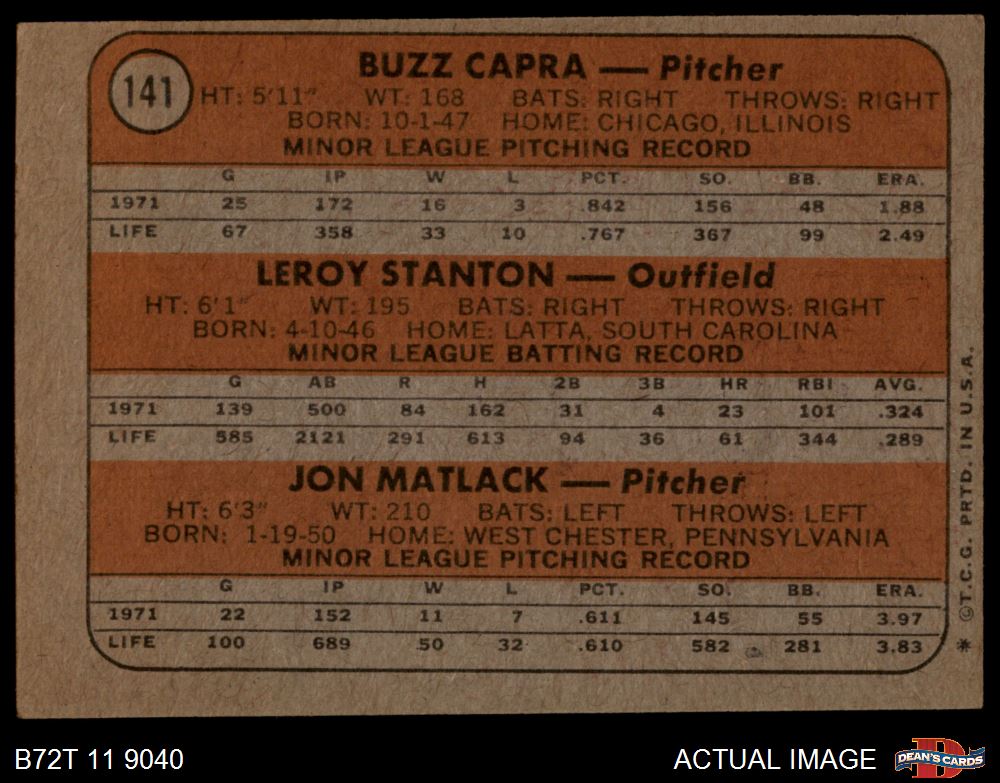 141
BUZZ CAPRA — Pitcher
HT: 5'11" WT: 168 BATS: RIGHT THROWS: RIGHT
BORN: 10-1-47 HOME: CHICAGO, ILLINOIS
MINOR LEAGUE PITCHING RECORD
G IP W L PCT. SO. BB. ERA.
1971 25 172 16 3 .842 156 48 1.88
LIFE 67 358 33 10 .767 367 99 2.49
LEROY STANTON — Outfield
HT: 6'1" WT: 195 BATS: RIGHT THROWS: RIGHT
BORN: 4-10-46 HOME: LATTA, SOUTH CAROLINA
MINOR LEAGUE BATTING RECORD
G AB R H 2B 3B HR RBI AVG.
1971 139 500 84 162 31 4 23 101 .324
LIFE 585 2121 291 613 94 36 61 344 .289
JON MATLACK — Pitcher
HT: 6'3" WT: 210 BATS: LEFT THROWS: LEFT
BORN: 1-19-50 HOME: WEST CHESTER, PENNSYLVANIA
MINOR LEAGUE PITCHING RECORD
G IP W L PCT. SO. BB. ERA.
1971 22 152 11 7 .611 145 55 3.97
LIFE 100 689 50 32 .610 582 281 3.83
* ©T.C.G. PRTD. IN U.S.A.
B72T 11 9040
ACTUAL IMAGE
DEAN'S CARDS